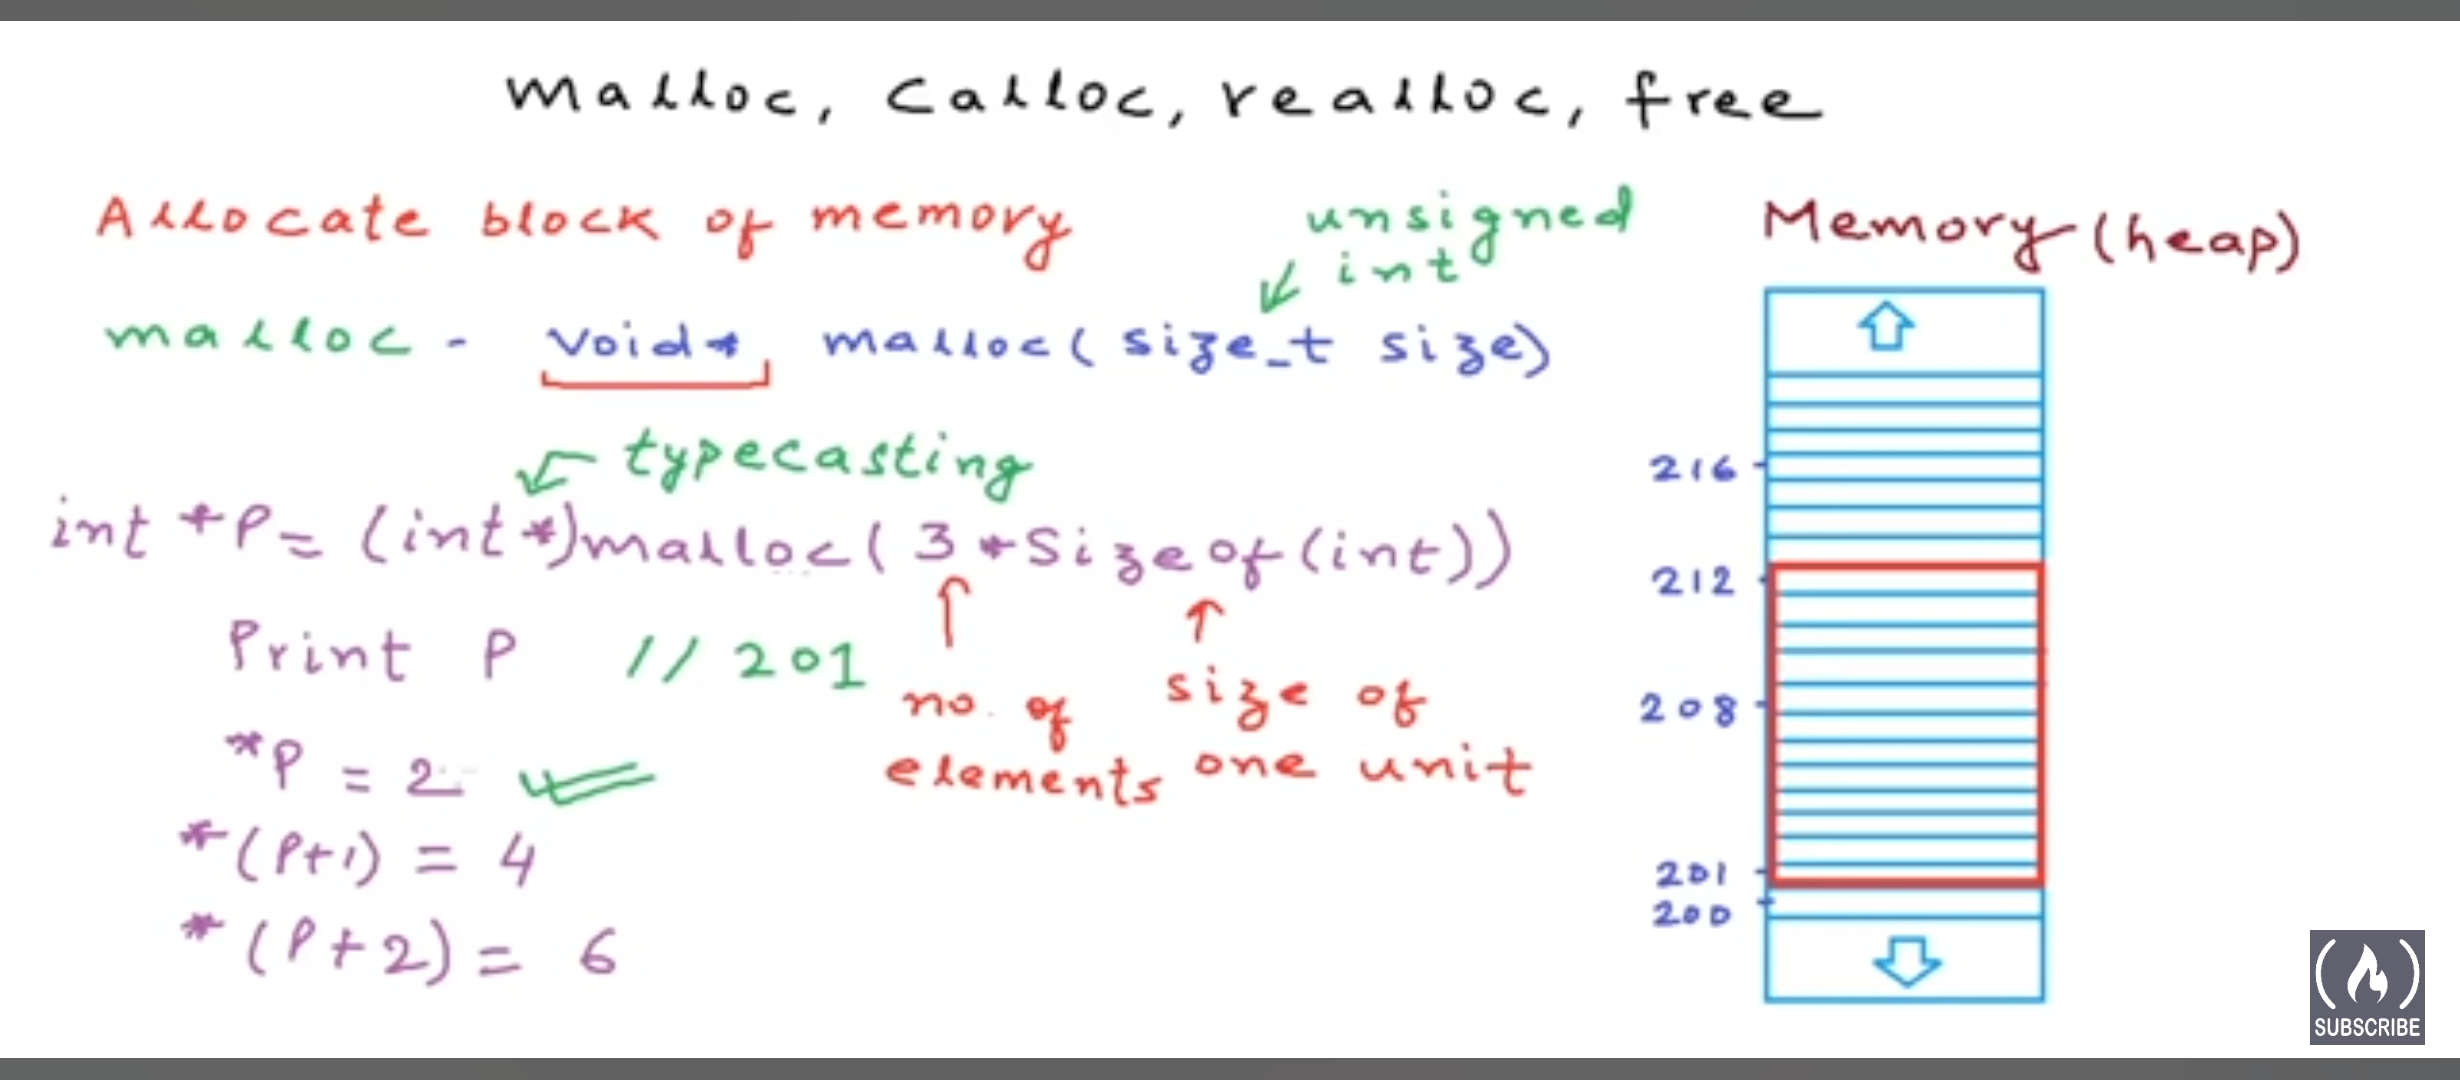 malloc, calloc, realloc, free
Allocate block of memory
unsigned
int
Memory (heap)
malloc - void* malloc(size_t size)
typecasting
int *P = (int*)malloc(3*sizeof(int))
Print P // 201
no. of
elements
size of
one unit
*P = 2
*(P+1) = 4
*(P+2) = 6
216
212
208
201
200
SUBSCRIBE